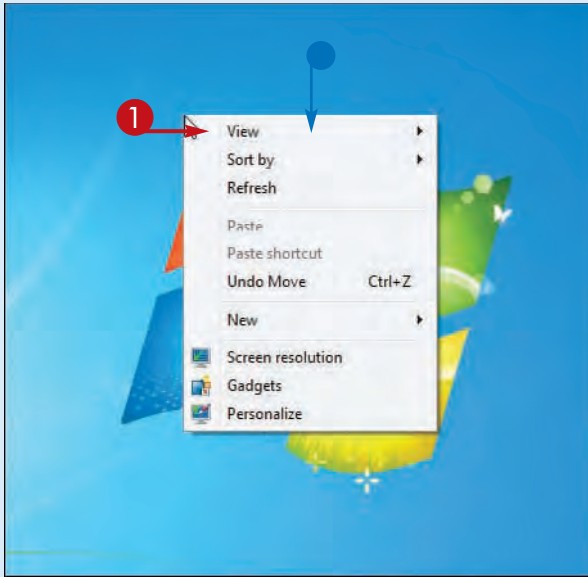 1
View
Sort by
Refresh
Paste
Paste shortcut
Undo Move Ctrl+Z
New
Screen resolution
Gadgets
Personalize